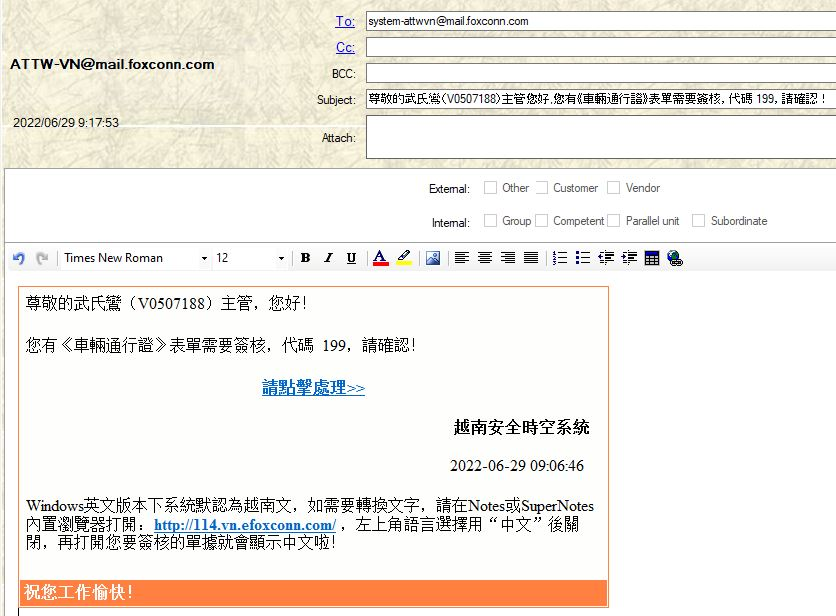 To: system-attwvn@mail.foxconn.com
Cc:
ATTW-VN@mail.foxconn.com
BCC:
Subject: 尊敬的武氏鸞(V0507188)主管您好,您有《車輛通行證》表單需要簽核, 代碼 199, 請確認！
2022/06/29 9:17:53
Attach:
External: Other Customer Vendor
Internal: Group Competent Parallel unit Subordinate
Times New Roman 12 B I U A
尊敬的武氏鸞（V0507188）主管，您好!
您有《車輛通行證》表單需要簽核，代碼 199，請確認!
請點擊處理>>
越南安全時空系統
2022-06-29 09:06:46
Windows英文版本下系統默認為越南文，如需要轉換文字，請在Notes或SuperNotes
內置瀏覽器打開：http://114.vn.efoxconn.com/ ，左上角語言選擇用“中文”後關
閉，再打開您要簽核的單據就會顯示中文啦!
祝您工作愉快!